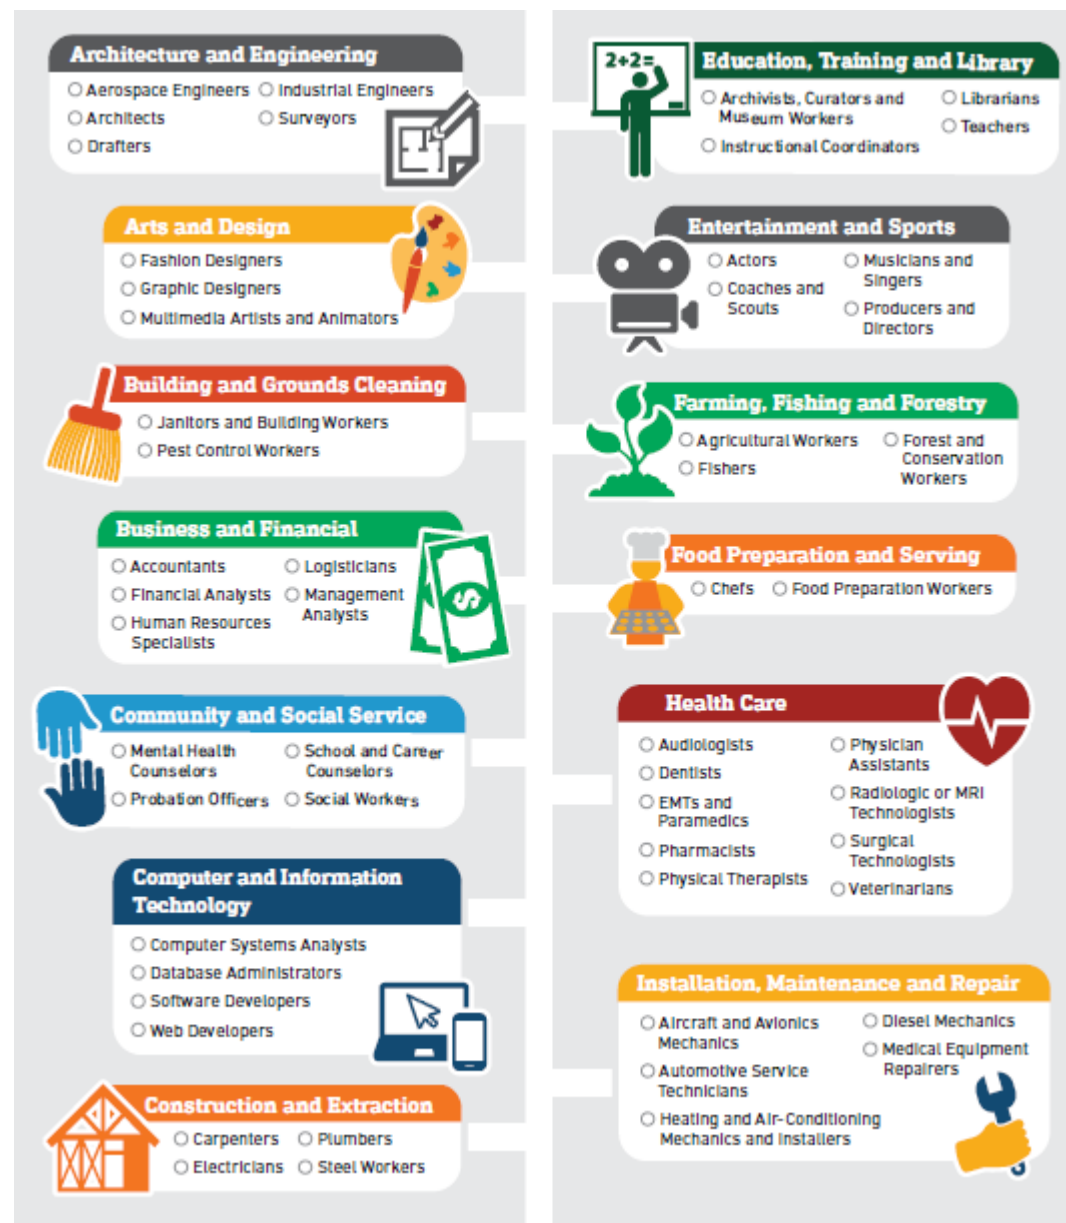 Architecture and Engineering
Aerospace Engineers
Architects
Drafters
Industrial Engineers
Surveyors
Arts and Design
Fashion Designers
Graphic Designers
Multimedia Artists and Animators
Building and Grounds Cleaning
Janitors and Building Workers
Pest Control Workers
Business and Financial
Accountants
Financial Analysts
Human Resources
Specialists
Logisticians
Management
Analysts
$
Community and Social Service
Mental Health
Counselors
Probation Officers
School and Career
Counselors
Social Workers
Computer and Information
Technology
Computer Systems Analysts
Database Administrators
Software Developers
Web Developers
Construction and Extraction
Carpenters
Electricians
Plumbers
Steel Workers
2+2=
Education, Training and Library
Archivists, Curators and
Museum Workers
Instructional Coordinators
Librarians
Teachers
Entertainment and Sports
Actors
Coaches and
Scouts
Musicians and
Singers
Producers and
Directors
Farming, Fishing and Forestry
Agricultural Workers
Fishers
Forest and
Conservation
Workers
Food Preparation and Serving
Chefs
Food Preparation Workers
Health Care
Audiologists
Dentists
EMTs and
Paramedics
Pharmacists
Physical Therapists
Physician
Assistants
Radiologic or MRI
Technologists
Surgical
Technologists
Veterinarians
Installation, Maintenance and Repair
Aircraft and Avionics
Mechanics
Automotive Service
Technicians
Heating and Air-Conditioning
Mechanics and Installers
Diesel Mechanics
Medical Equipment
Repairers